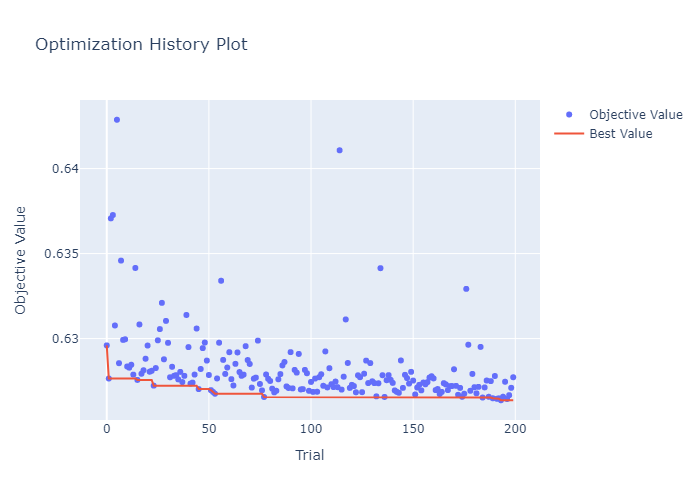 Optimization History Plot
Objective Value
Best Value
0.64
0.635
0.63
Objective Value
0
50
100
150
200
Trial